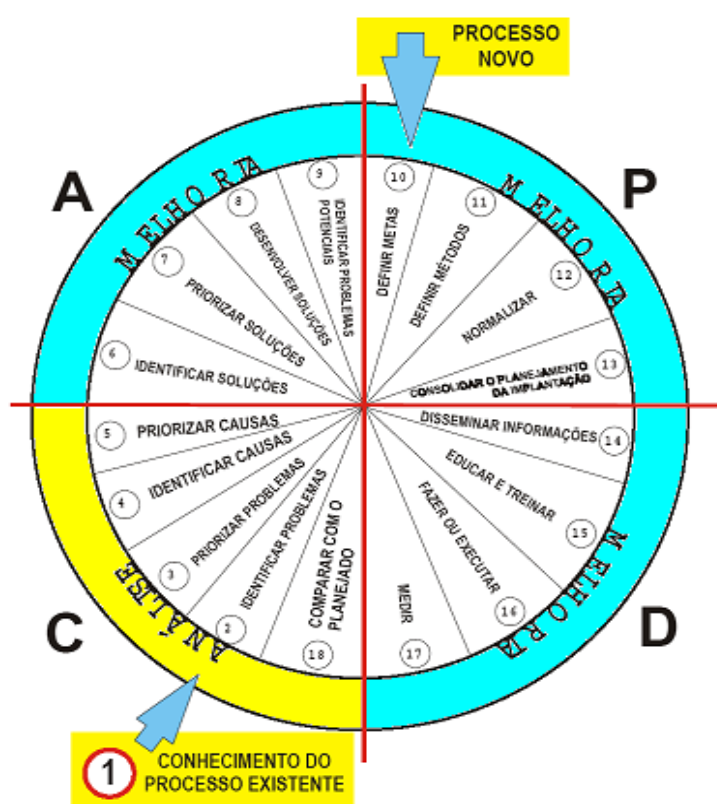 PROCESSO
NOVO
A
P
MELHORIA
MELHORIA
9
IDENTIFICAR PROBLEMAS
POTENCIAIS
10
DEFINIR METAS
8
DESENVOLVER SOLUÇÕES
11
DEFINIR MÉTODOS
7
PRIORIZAR SOLUÇÕES
12
NORMALIZAR
6
IDENTIFICAR SOLUÇÕES
13
CONSOLIDAR O PLANEJAMENTO
DA IMPLANTAÇÃO
5
PRIORIZAR CAUSAS
DISSEMINAR INFORMAÇÕES
14
4
IDENTIFICAR CAUSAS
EDUCAR E TREINAR
15
3
PRIORIZAR PROBLEMAS
FAZER OU EXECUTAR
16
2
IDENTIFICAR PROBLEMAS
MEDIR
17
COMPARAR COM O
PLANEJADO
18
ANÁLISE
MELHORIA
C
D
1
CONHECIMENTO DO
PROCESSO EXISTENTE